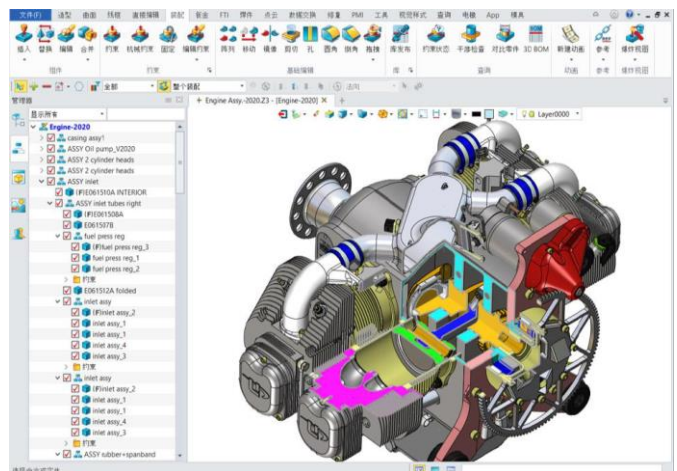 文件(F) 造型 曲面 线框 直接编辑 装配 钣金 FTI 焊件 点云 数据交换 修复 PMI 工具 视觉样式 查询 电极 App 模具
插入 替换 编辑 合并 约束 机械约束 固定 编辑约束 阵列 移动 镜像 剪切 孔 圆角 倒角 拖拽 库发布 约束状态 干涉检查 对比零件 3D BOM 新建动画 参考 爆炸视图
组件 约束 基础编辑 库 查询 动画 参考 爆炸视图
全部 整个装配
管理器
+ Engine Assy.-2020.Z3 - [Engine-2020] × +
显示所有
Layer0000
Engine-2020
casing assy1
ASSY Oil pump_V2020
ASSY 2 cylinder heads
ASSY 2 cylinder heads
ASSY inlet
(F)E061510A INTERIOR
ASSY inlet tubes right
(F)E061508A
E061507B
fuel press reg
(F)fuel press reg_3
fuel press reg_1
fuel press reg_2
约束
E061512A folded
inlet assy
(F)inlet assy_2
inlet assy_1
inlet assy_1
inlet assy_4
inlet assy_3
约束
inlet assy
(F)inlet assy_2
inlet assy_1
inlet assy_1
inlet assy_4
inlet assy_3
约束
ASSY rubber+spanband